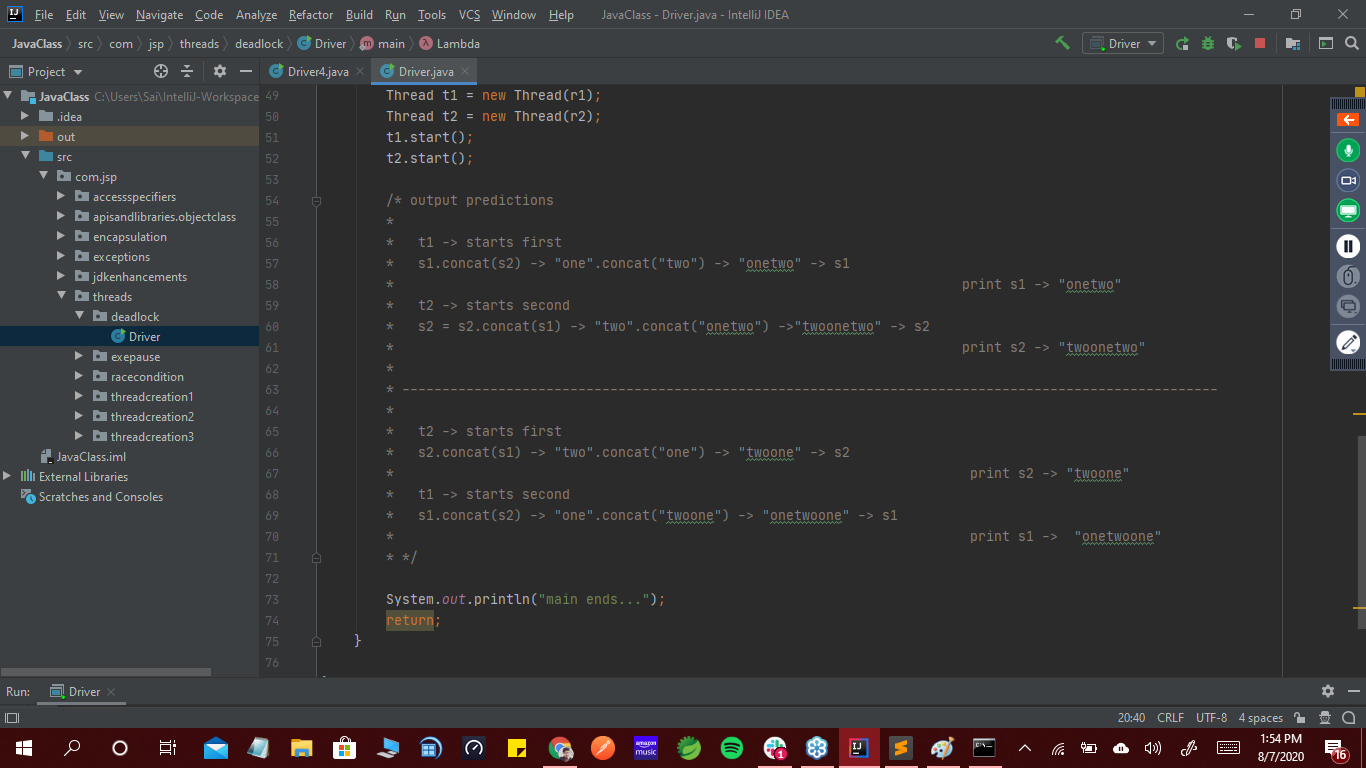 File Edit View Navigate Code Analyze Refactor Build Run Tools VCS Window Help JavaClass - Driver.java - IntelliJ IDEA
JavaClass src com jsp threads deadlock Driver main Lambda Driver
Project
Driver4.java
Driver.java
JavaClass C:\Users\Sai\IntelliJ-Workspace
.idea
out
src
com.jsp
accessspecifiers
apisandlibraries.objectclass
encapsulation
exceptions
jdkenhancements
threads
deadlock
Driver
exepause
racecondition
threadcreation1
threadcreation2
threadcreation3
JavaClass.iml
External Libraries
Scratches and Consoles
49 Thread t1 = new Thread(r1);
50 Thread t2 = new Thread(r2);
51 t1.start();
52 t2.start();
53
54 /* output predictions
55 *
56 * t1 -> starts first
57 * s1.concat(s2) -> "one".concat("two") -> "onetwo" -> s1
58 * print s1 -> "onetwo"
59 * t2 -> starts second
60 * s2 = s2.concat(s1) -> "two".concat("onetwo") ->"twoonetwo" -> s2
61 * print s2 -> "twoonetwo"
62 *
63 * ------------------------------------------------------------------------------------------------------
64 *
65 * t2 -> starts first
66 * s2.concat(s1) -> "two".concat("one") -> "twoone" -> s2
67 * print s2 -> "twoone"
68 * t1 -> starts second
69 * s1.concat(s2) -> "one".concat("twoone") -> "onetwoone" -> s1
70 * print s1 -> "onetwoone"
71 * */
72
73 System.out.println("main ends...");
74 return;
75 }
76
Run: Driver
20:40 CRLF UTF-8 4 spaces
amazon music
1
IJ
1:54 PM
8/7/2020
16